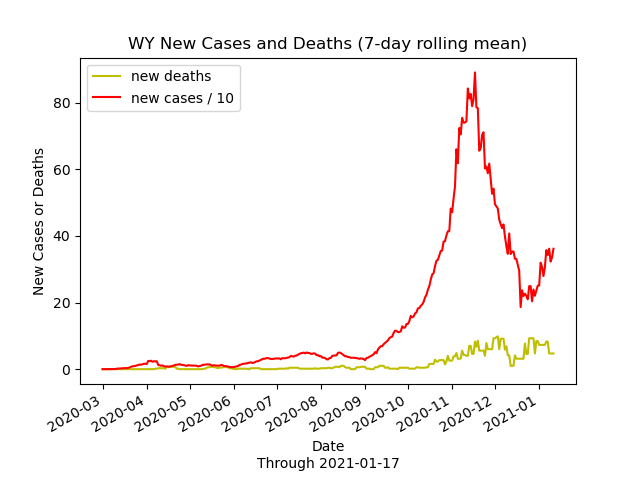 WY New Cases and Deaths (7-day rolling mean)
new deaths
new cases / 10
New Cases or Deaths
80
60
40
20
0
2020-03
2020-04
2020-05
2020-06
2020-07
2020-08
2020-09
2020-10
2020-11
2020-12
2021-01
Date
Through 2021-01-17